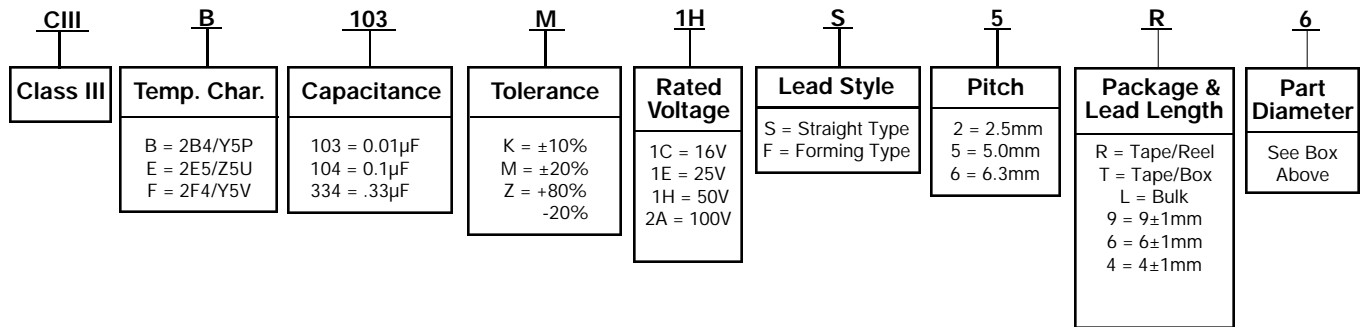 CIII B 103 M 1H S 5 R 6
Class III
Temp. Char.
B = 2B4/Y5P
E = 2E5/Z5U
F = 2F4/Y5V
Capacitance
103 = 0.01µF
104 = 0.1µF
334 = .33µF
Tolerance
K = ±10%
M = ±20%
Z = +80%
-20%
Rated
Voltage
1C = 16V
1E = 25V
1H = 50V
2A = 100V
Lead Style
S = Straight Type
F = Forming Type
Pitch
2 = 2.5mm
5 = 5.0mm
6 = 6.3mm
Package &
Lead Length
R = Tape/Reel
T = Tape/Box
L = Bulk
9 = 9±1mm
6 = 6±1mm
4 = 4±1mm
Part
Diameter
See Box
Above